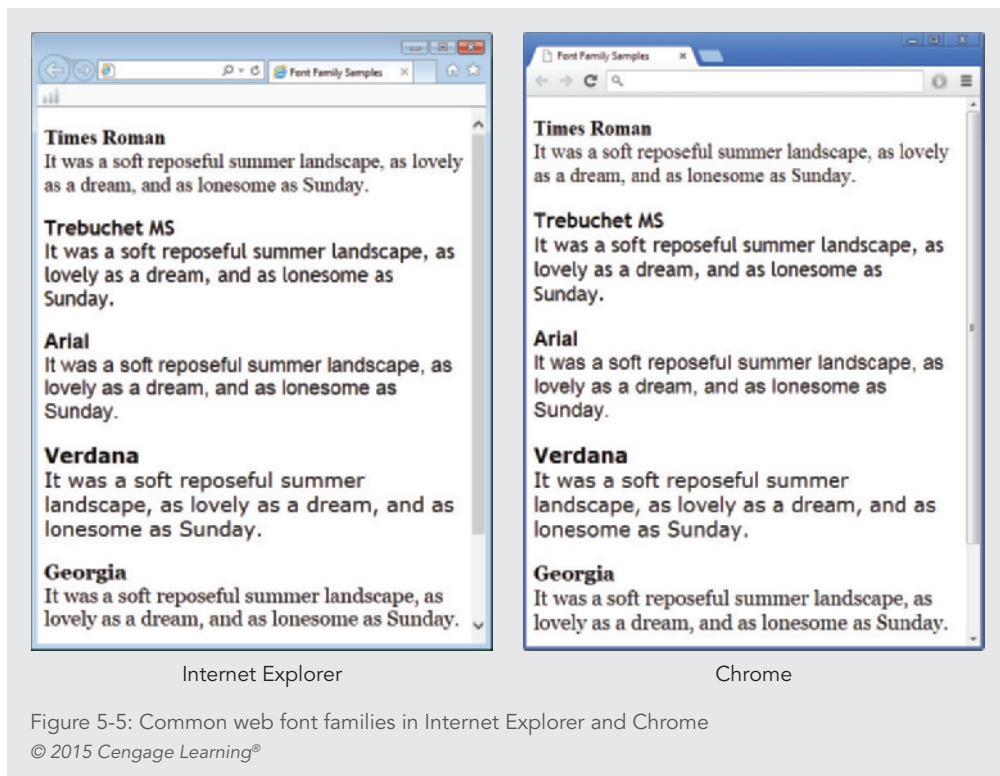 Font Family Samples
Times Roman
It was a soft reposeful summer landscape, as lovely
as a dream, and as lonesome as Sunday.
Trebuchet MS
It was a soft reposeful summer landscape, as
lovely as a dream, and as lonesome as
Sunday.
Arial
It was a soft reposeful summer landscape, as
lovely as a dream, and as lonesome as
Sunday.
Verdana
It was a soft reposeful summer
landscape, as lovely as a dream, and as
lonesome as Sunday.
Georgia
It was a soft reposeful summer landscape, as
lovely as a dream, and as lonesome as Sunday.
Internet Explorer
Font Family Samples
Times Roman
It was a soft reposeful summer landscape, as lovely
as a dream, and as lonesome as Sunday.
Trebuchet MS
It was a soft reposeful summer landscape, as
lovely as a dream, and as lonesome as
Sunday.
Arial
It was a soft reposeful summer landscape, as
lovely as a dream, and as lonesome as
Sunday.
Verdana
It was a soft reposeful summer
landscape, as lovely as a dream, and as
lonesome as Sunday.
Georgia
It was a soft reposeful summer landscape, as
lovely as a dream, and as lonesome as Sunday.
Chrome
Figure 5-5: Common web font families in Internet Explorer and Chrome
© 2015 Cengage Learning®